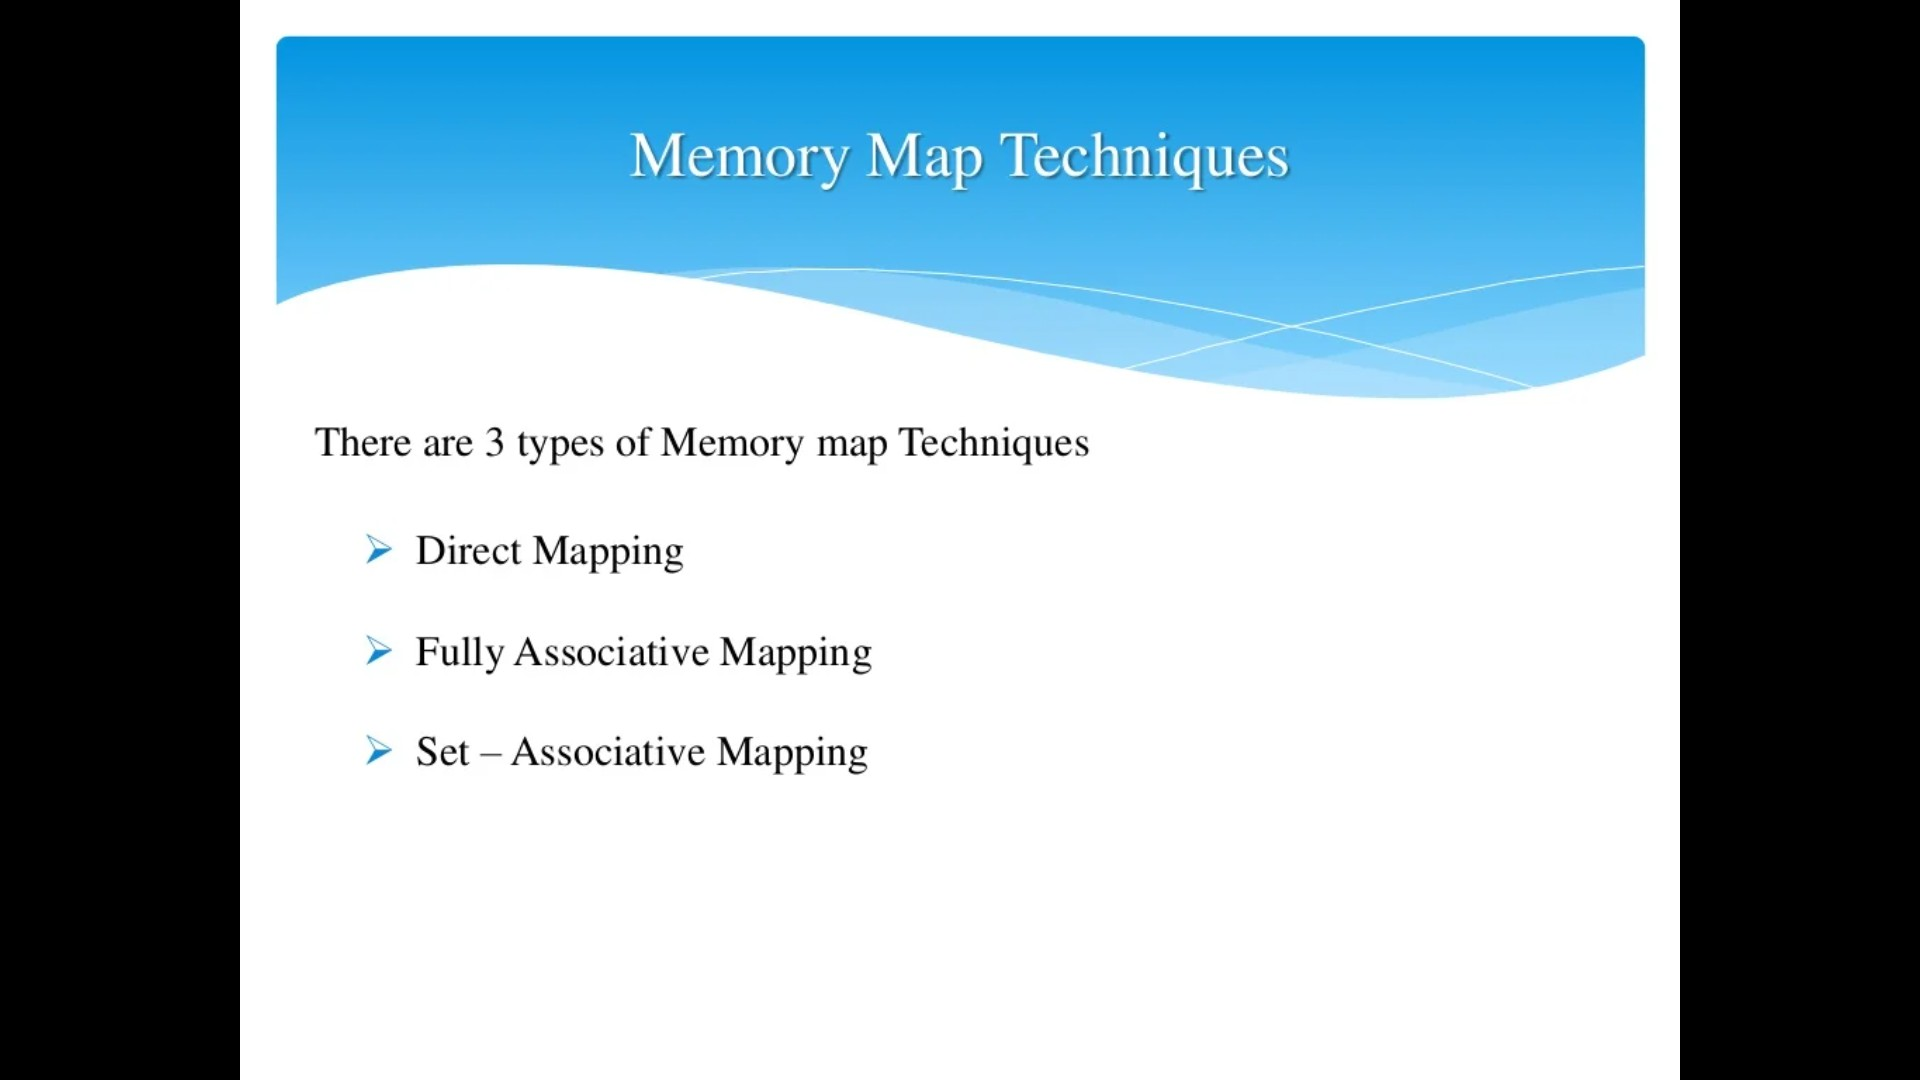 Memory Map Techniques
There are 3 types of Memory map Techniques
Direct Mapping
Fully Associative Mapping
Set – Associative Mapping